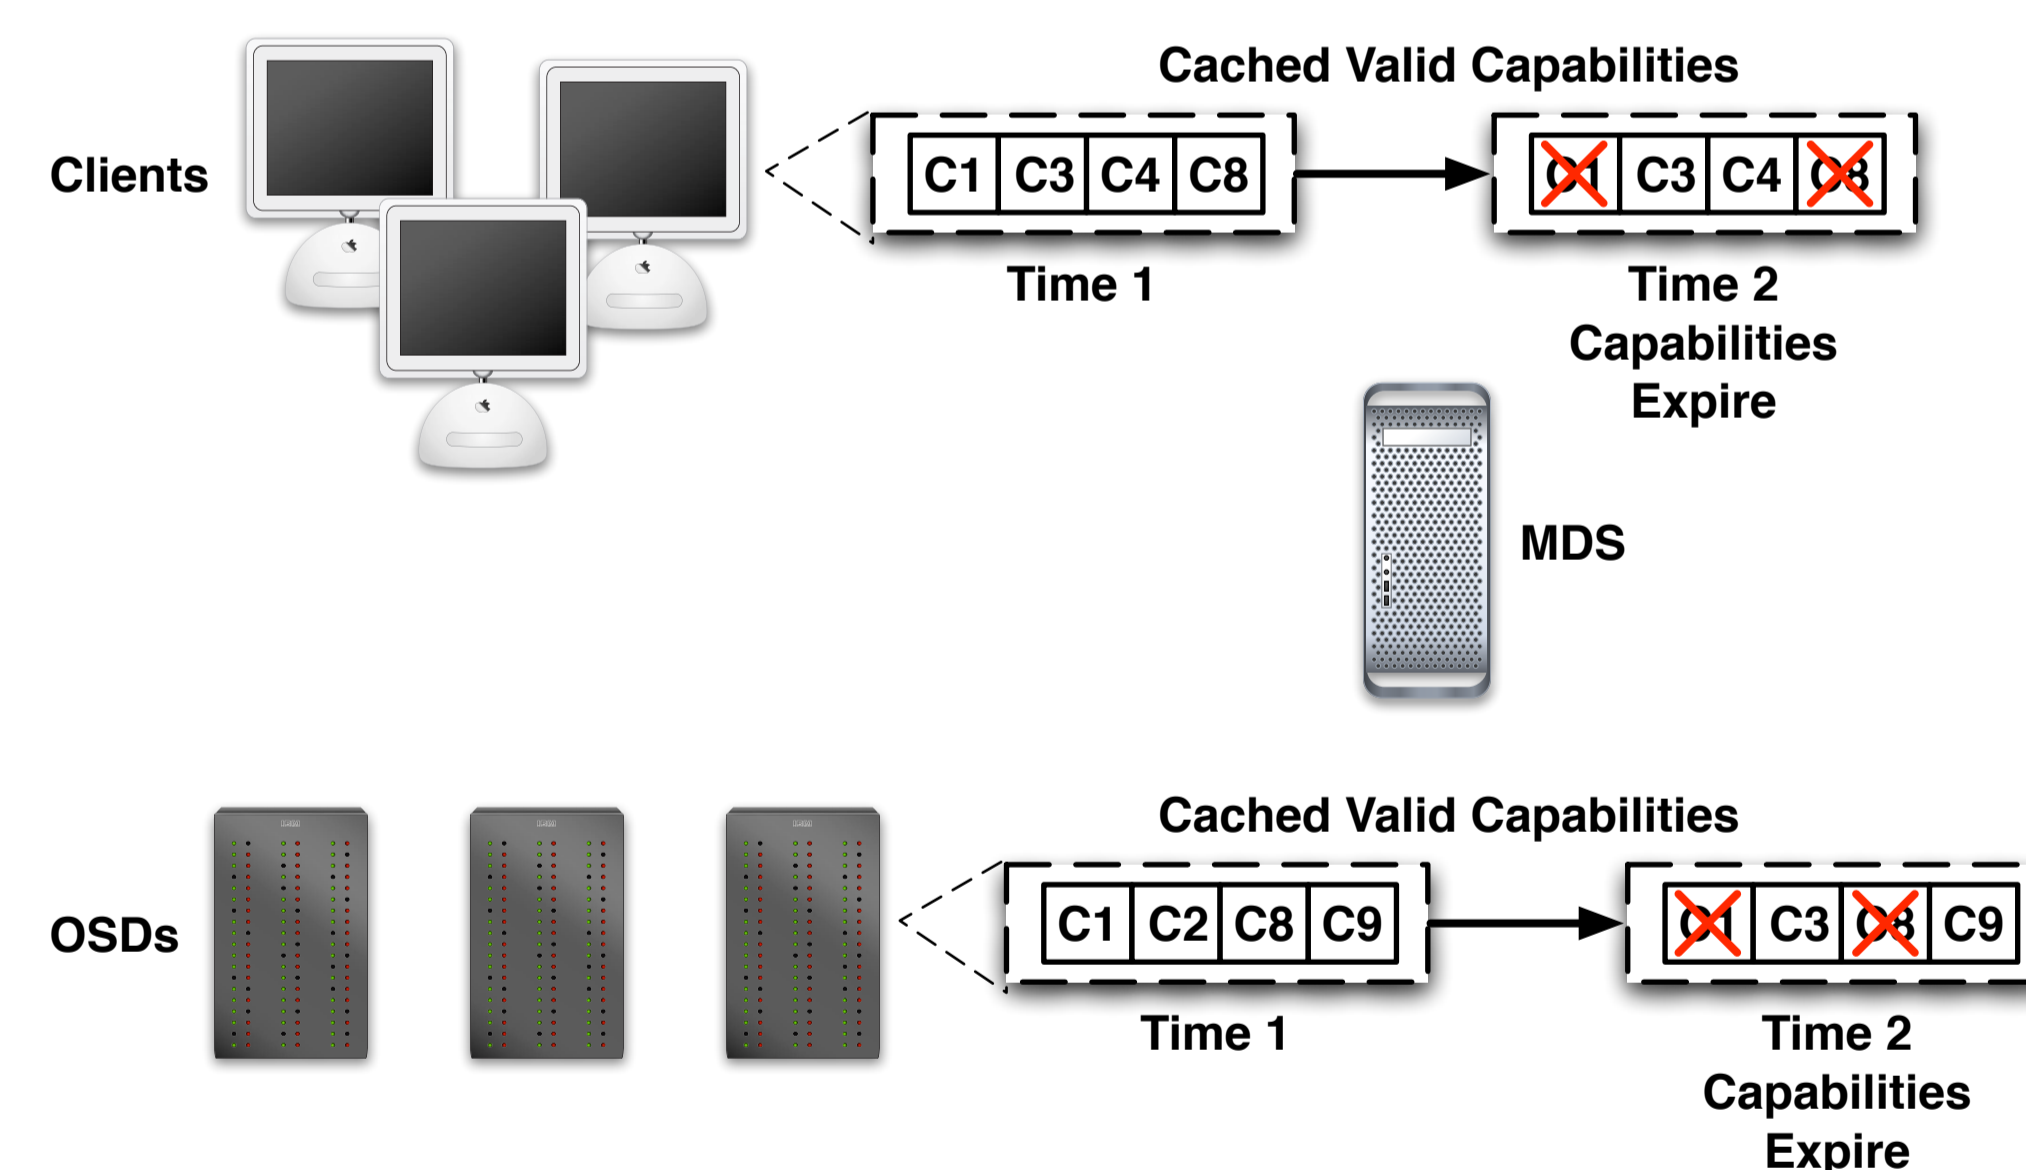 Cached Valid Capabilities
Clients
C1 C3 C4 C8
C1 C3 C4 C8
Time 1
Time 2
Capabilities
Expire
MDS
Cached Valid Capabilities
OSDs
C1 C2 C8 C9
C1 C3 C8 C9
Time 1
Time 2
Capabilities
Expire